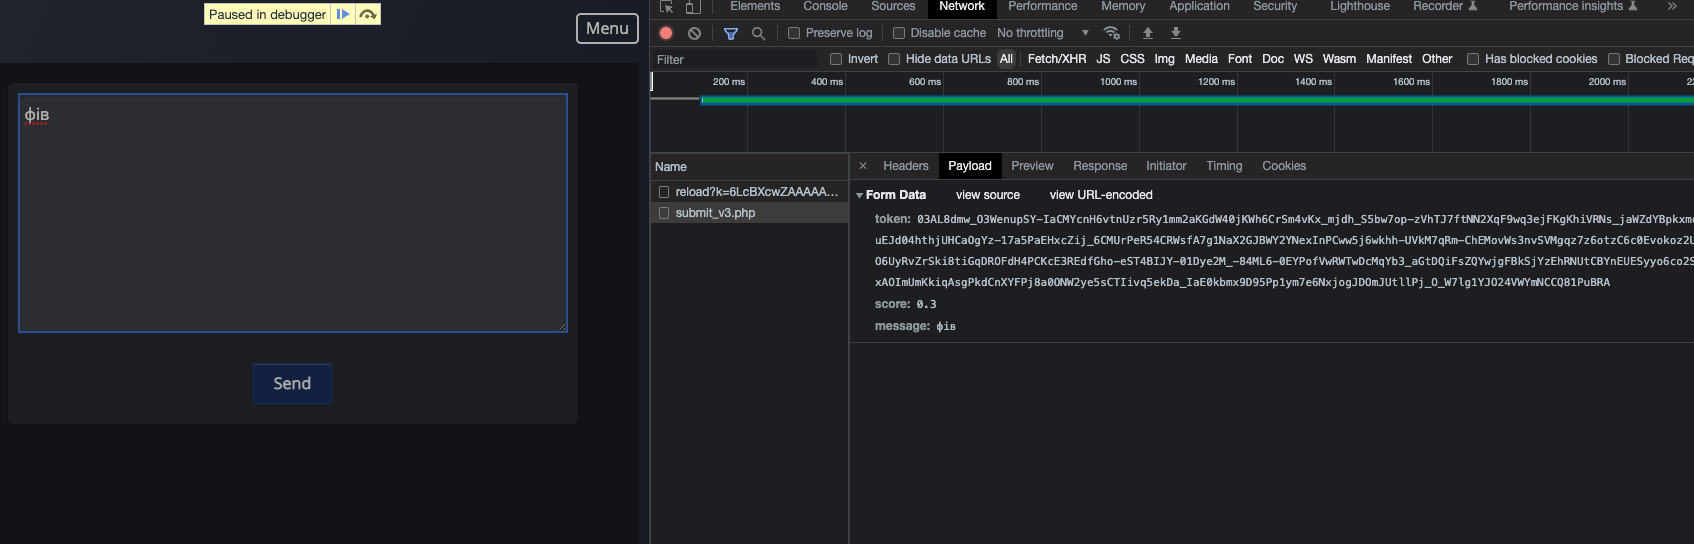 Paused in debugger
Menu
фів
Send
Elements Console Sources Network Performance Memory Application Security Lighthouse Recorder Performance insights »
Preserve log Disable cache No throttling
Filter Invert Hide data URLs All Fetch/XHR JS CSS Img Media Font Doc WS Wasm Manifest Other Has blocked cookies Blocked Req
200 ms 400 ms 600 ms 800 ms 1000 ms 1200 ms 1400 ms 1600 ms 1800 ms 2000 ms 22
Name
reload?k=6LcBXcwZAAAAA...
submit_v3.php
× Headers Payload Preview Response Initiator Timing Cookies
Form Data view source view URL-encoded
token: 03AL8dmw_O3WenupSY-IaCMYcnH6vtnUzr5Ry1mm2aKGdW40jKWh6CrSm4vKx_mjdh_S5bw7op-zVhTJ7ftNN2XqF9wq3ejFKgKhiVRNs_jaWZdYBpkxm
uEJd04hthjUHCaOgYz-17a5PaEHxcZij_6CMUrPeR54CRWsfA7g1NaX2GJBWY2YNexInPCww5j6wkhh-UVkM7qRm-ChEMovWs3nvSVMgqz7z6otzC6c0Evokoz2U
O6UyRvZrSki8tiGqDROFdH4PCKcE3REdfGho-eST4BIJY-01Dye2M_-84ML6-0EYPofVwRWTwDcMqYb3_aGtDQiFsZQYwjgFBkSjYzEhRNUtCBYnEUESyyo6co2S
xAOImUmKkiqAsgPkdCnXYFPj8a0ONW2ye5sCTIivq5ekDa_IaE0kbmx9D95Pp1ym7e6NxjogJDOmJUtllPj_O_W7lg1YJO24VWYmNCCQ81PuBRA
score: 0.3
message: фів